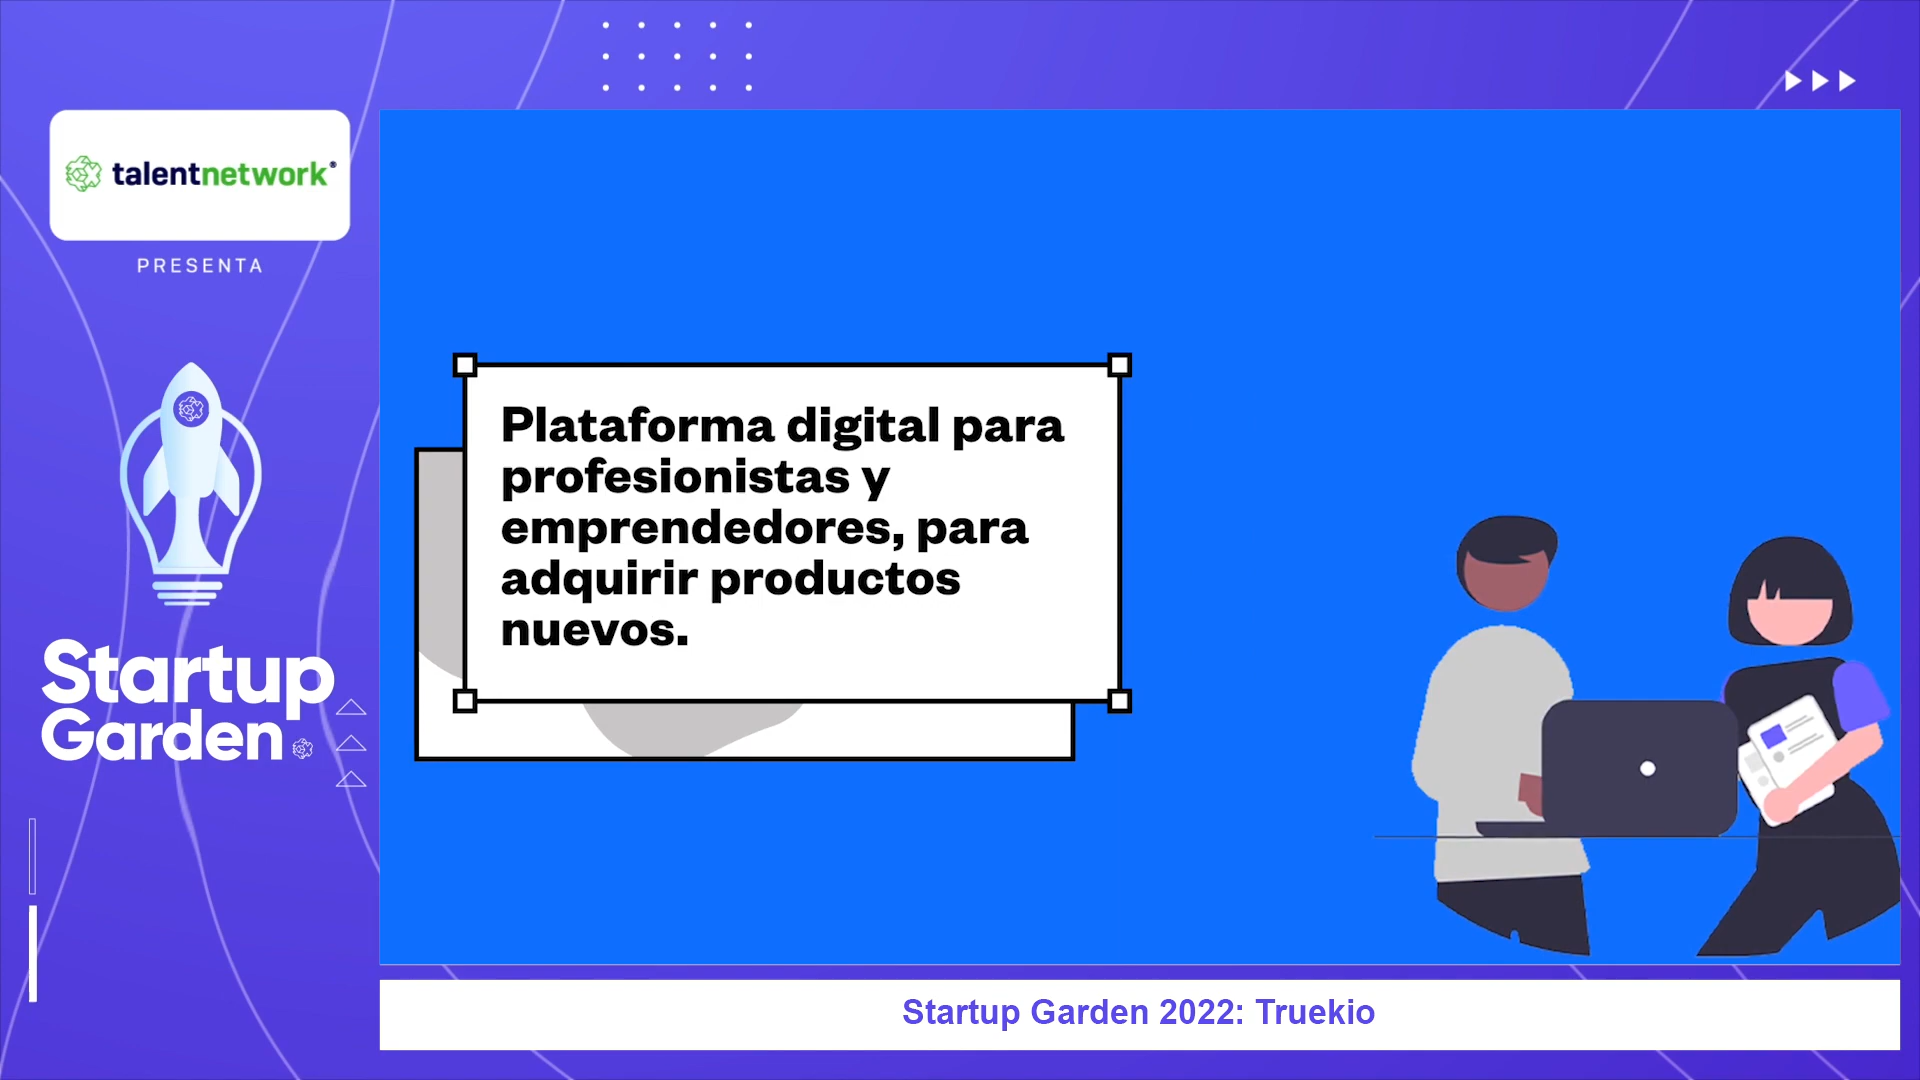 talentnetwork®
PRESENTA
Startup
Garden
Plataforma digital para
profesionistas y
emprendedores, para
adquirir productos
nuevos.
Startup Garden 2022: Truekio